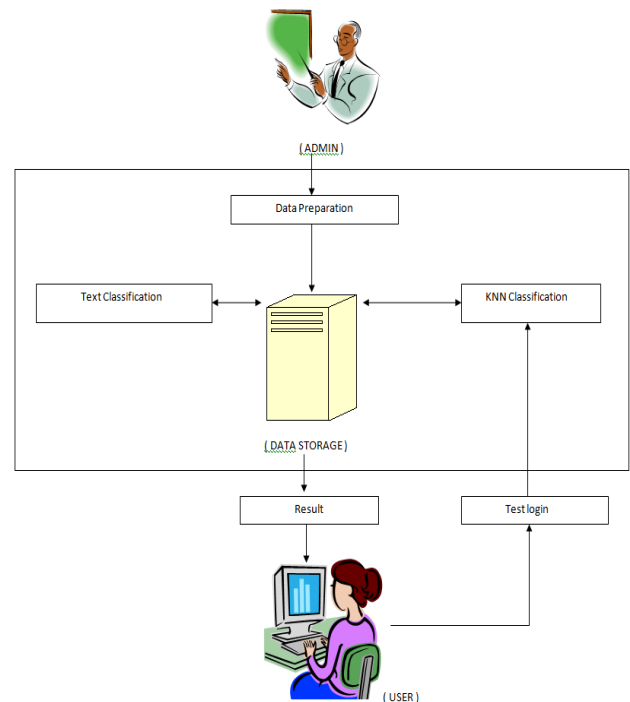 ( ADMIN )
Data Preparation
Text Classification
KNN Classification
( DATA STORAGE )
Result
Test login
( USER )